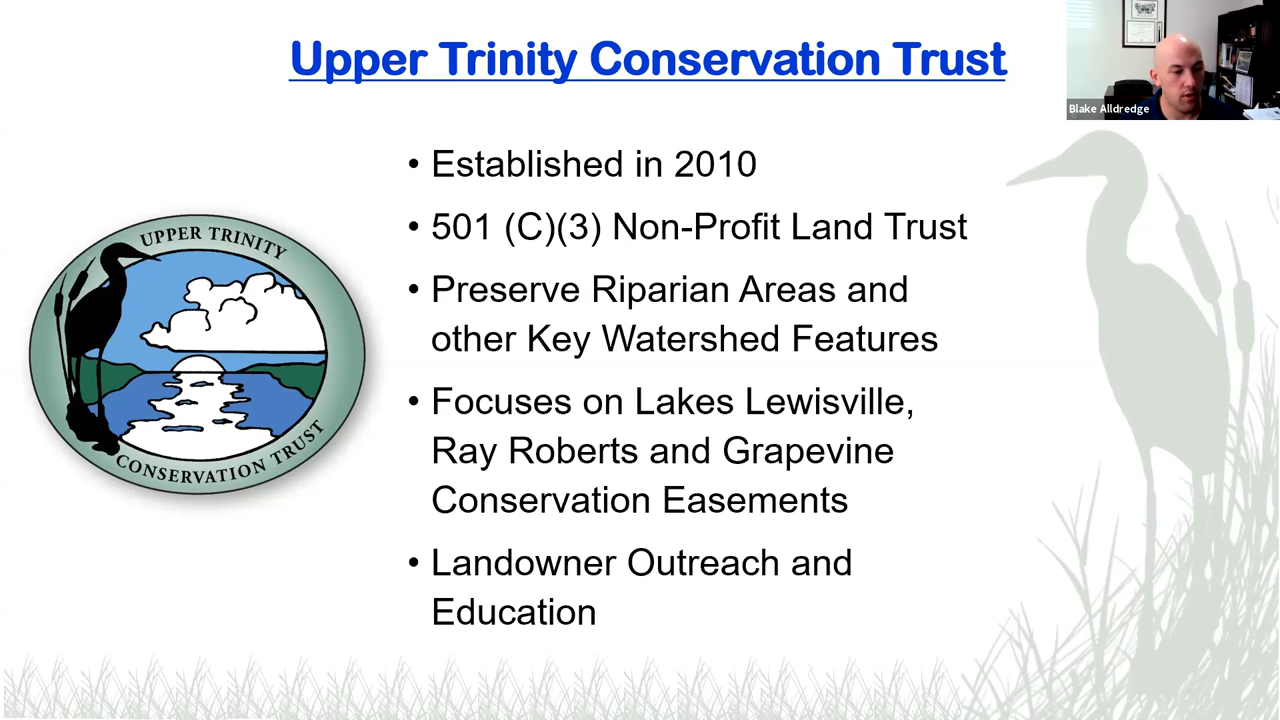 Upper Trinity Conservation Trust
Blake Alldredge
• Established in 2010
• 501 (C)(3) Non-Profit Land Trust
• Preserve Riparian Areas and
other Key Watershed Features
• Focuses on Lakes Lewisville,
Ray Roberts and Grapevine
Conservation Easements
• Landowner Outreach and
Education
UPPER TRINITY
CONSERVATION TRUST